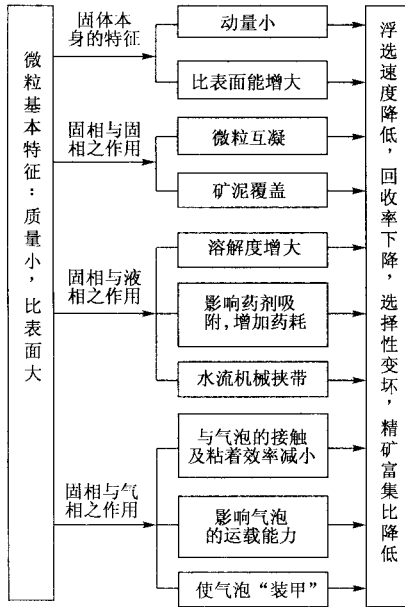 微粒基本特征：质量小，比表面大
固体本
身的特征
动量小
比表面能增大
固相与固
相之作用
微粒互凝
矿泥覆盖
固相与液
相之作用
溶解度增大
影响药剂吸
附，增加药耗
水流机械挟带
固相与气
相之作用
与气泡的接触
及粘着效率减小
影响气泡
的运载能力
使气泡“装甲”
浮选速度降低，回收率下降，选择性变坏，精矿富集比降低